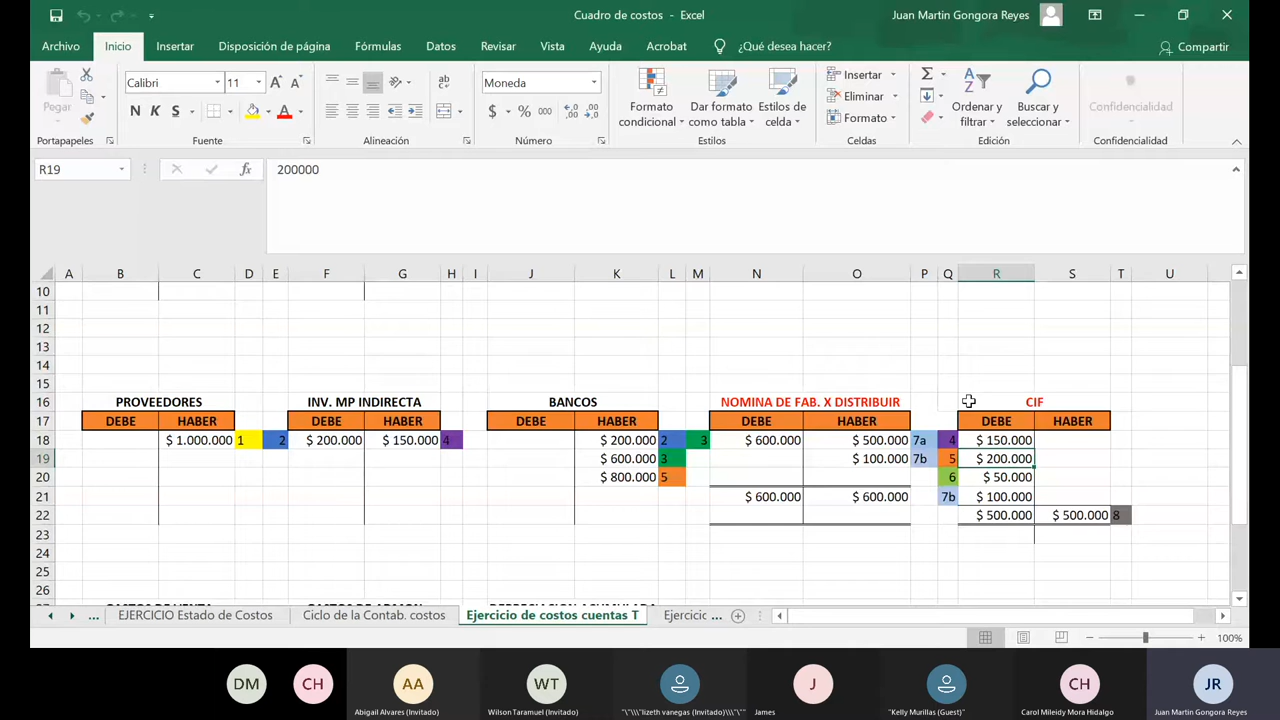 Cuadro de costos - Excel
Juan Martin Gongora Reyes
Archivo Inicio Insertar Disposición de página Fórmulas Datos Revisar Vista Ayuda Acrobat ¿Qué desea hacer? Compartir
Pegar
Calibri 11
N K S
Moneda
$ % 000
Formato condicional
Dar formato como tabla
Estilos de celda
Insertar
Eliminar
Formato
Ordenar y filtrar
Buscar y seleccionar
Confidencialidad
Portapapeles Fuente Alineación Número Estilos Celdas Edición Confidencialidad
R19 fx 200000
A B C D E F G H I J K L M N O P Q R S T U
10
11
12
13
14
15
16 PROVEEDORES INV. MP INDIRECTA BANCOS NOMINA DE FAB. X DISTRIBUIR CIF
17 DEBE HABER DEBE HABER DEBE HABER DEBE HABER DEBE HABER
18 $ 1.000.000 1 2 $ 200.000 $ 150.000 4 $ 200.000 2 3 $ 600.000 $ 500.000 7a 4 $ 150.000
19 $ 600.000 3 $ 100.000 7b 5 $ 200.000
20 $ 800.000 5 6 $ 50.000
21 $ 600.000 $ 600.000 7b $ 100.000
22 $ 500.000 $ 500.000 8
23
24
25
26
... EJERCICIO Estado de Costos Ciclo de la Contab. costos Ejercicio de costos cuentas T Ejercicic ...
100%
DM CH AA WT J CH JR
Abigail Alvares (Invitado) Wilson Taramuel (Invitado) "\"\\"lizeth vanegas (Invitado)\\"\"" James "Kelly Murillas (Guest)" Carol Mileidy Mora Hidalgo Juan Martin Gongora Reyes